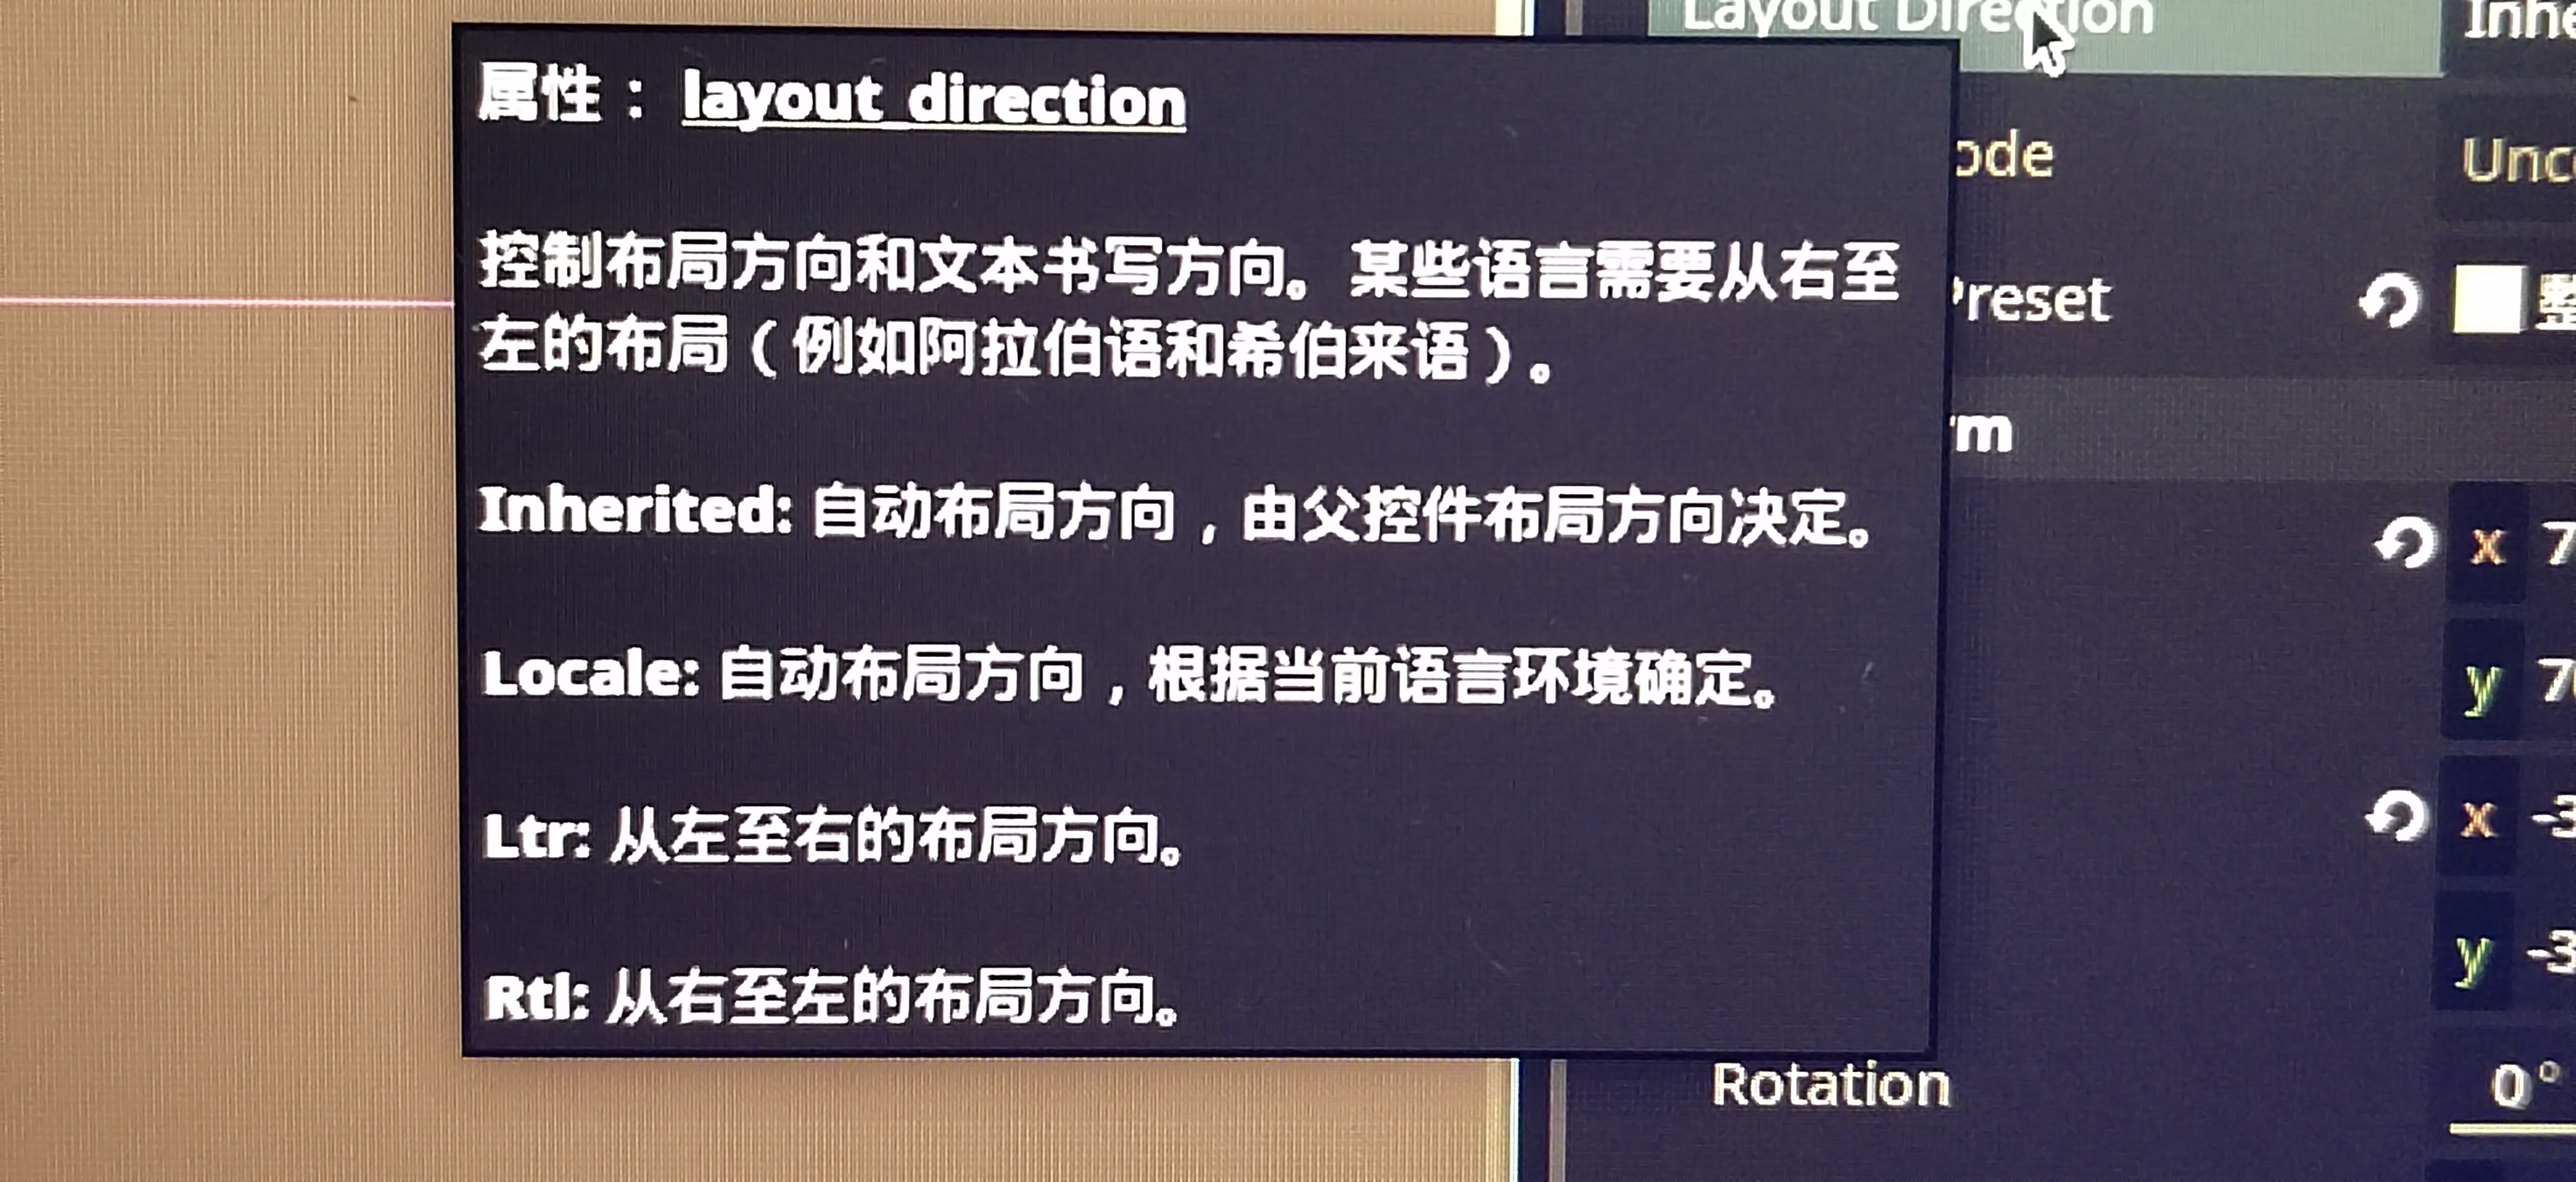 Layout Direction
属性： layout_direction
控制布局方向和文本书写方向。某些语言需要从右至
左的布局（例如阿拉伯语和希伯来语）。
Inherited: 自动布局方向，由父控件布局方向决定。
Locale: 自动布局方向，根据当前语言环境确定。
Ltr: 从左至右的布局方向。
Rtl: 从右至左的布局方向。
Inhe
ode
Unc
Preset
整
m
x 7
y 7
x -3
y -3
Rotation
0°